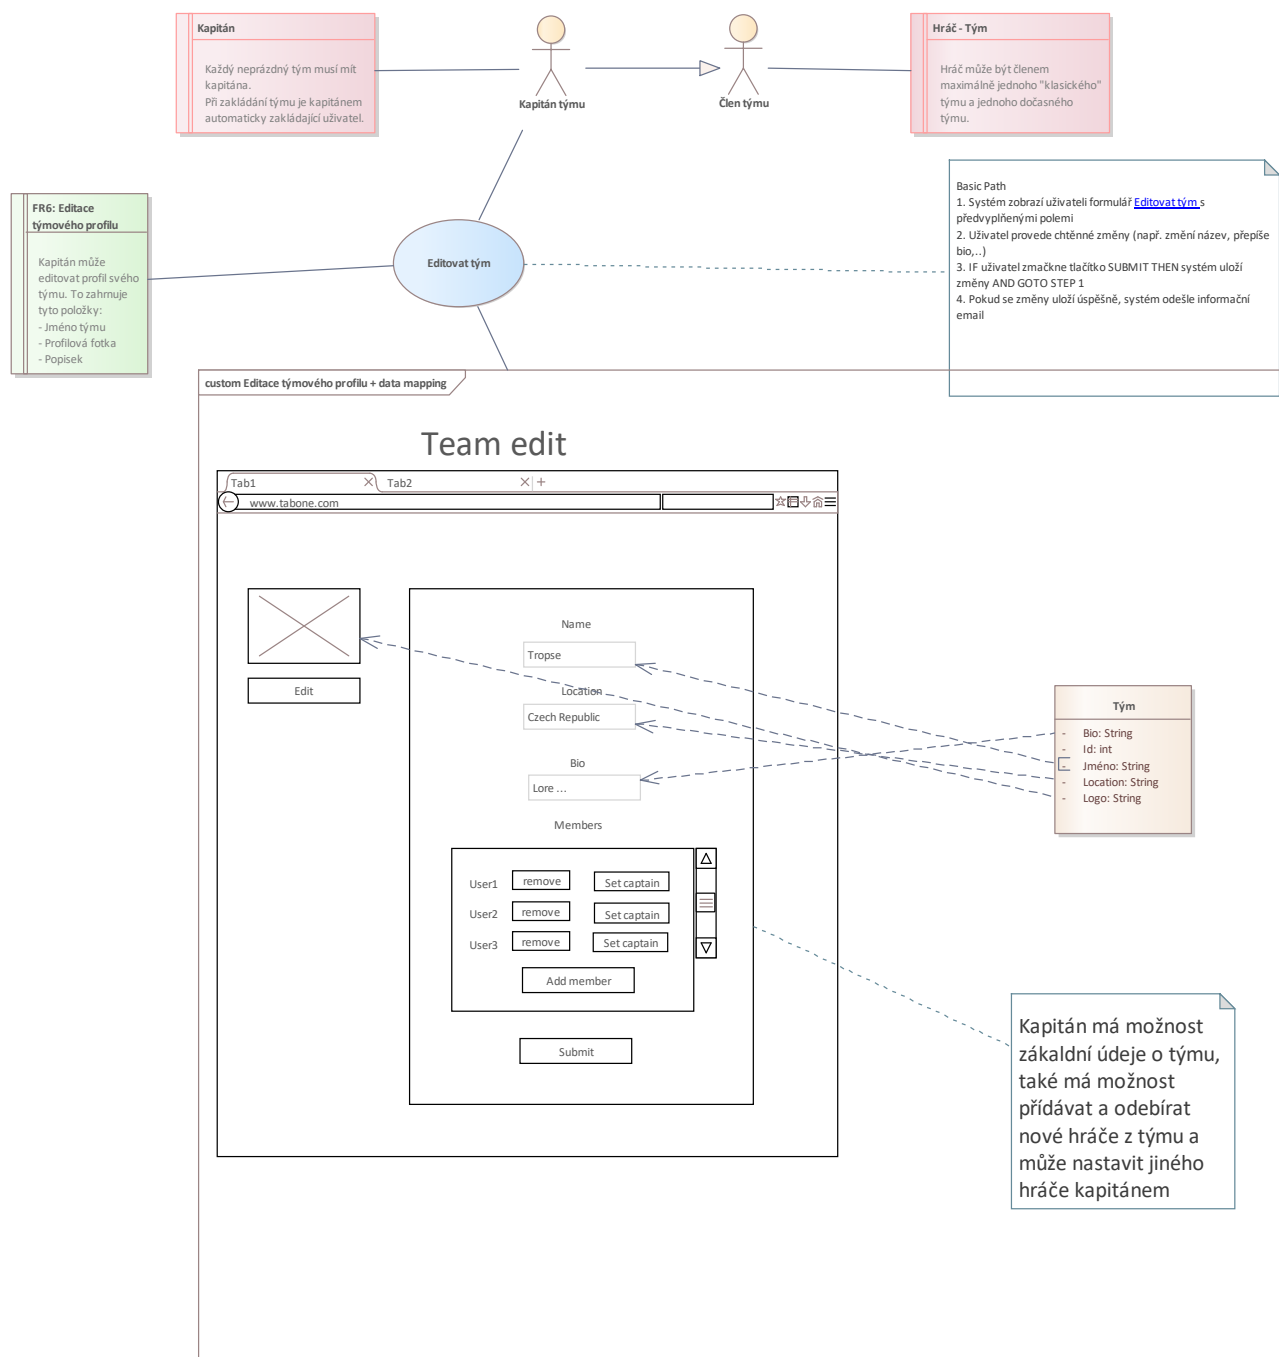 Kapitán
Každý neprázdný tým musí mít
kapitána.
Při zakládání týmu je kapitánem
automaticky zakládající uživatel.
Kapitán týmu
Člen týmu
Hráč - Tým
Hráč může být členem
maximálně jednoho "klasického"
týmu a jednoho dočasného
týmu.
FR6: Editace
týmového profilu
Kapitán může
editovat profil svého
týmu. To zahrnuje
tyto položky:
- Jméno týmu
- Profilová fotka
- Popisek
Editovat tým
Basic Path
1. Systém zobrazí uživateli formulář Editovat tým s
předvyplňenými polemi
2. Uživatel provede chtěnné změny (např. změní název, přepíše
bio,..)
3. IF uživatel zmačkne tlačítko SUBMIT THEN systém uloží
změny AND GOTO STEP 1
4. Pokud se změny uloží úspěšně, systém odešle informační
email
custom Editace týmového profilu + data mapping
Team edit
Tab1
Tab2
www.tabone.com
Edit
Name
Tropse
Location
Czech Republic
Bio
Lore ...
Members
User1 remove Set captain
User2 remove Set captain
User3 remove Set captain
Add member
Submit
Tým
- Bio: String
- Id: int
- Jméno: String
- Location: String
- Logo: String
Kapitán má možnost
zákaldní údeje o týmu,
také má možnost
přídávat a odebírat
nové hráče z týmu a
může nastavit jiného
hráče kapitánem